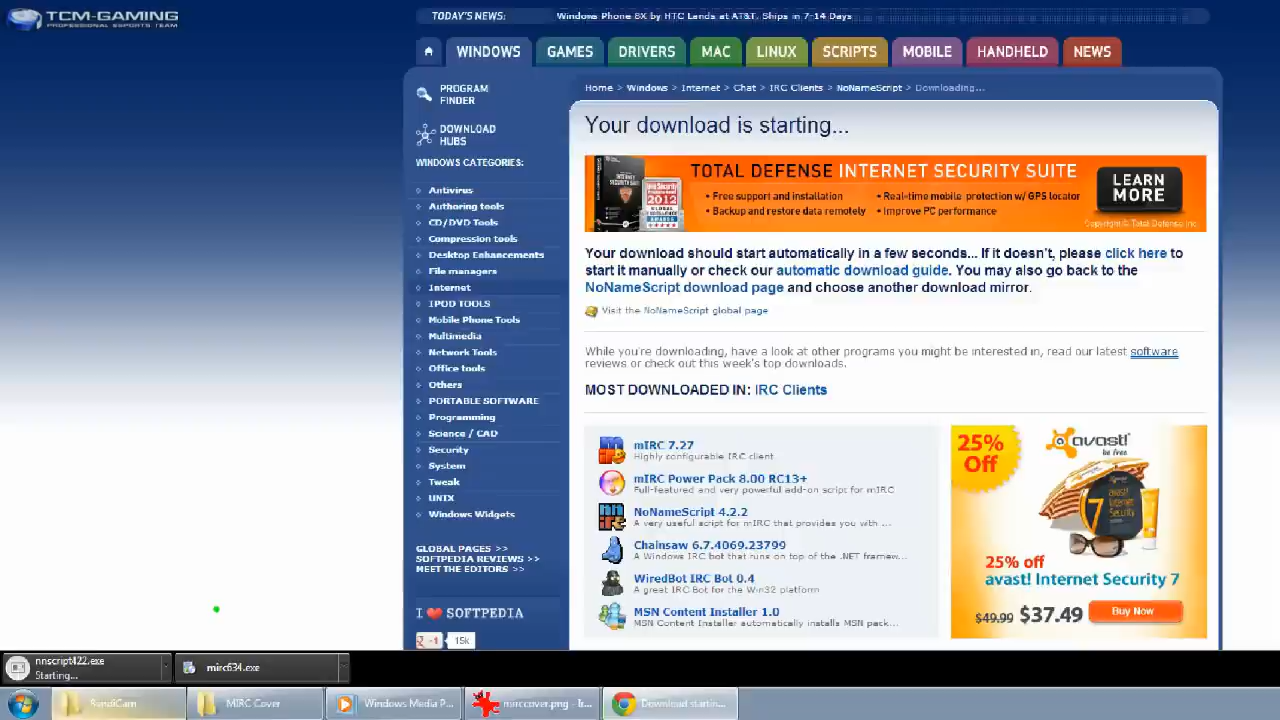 TCM-GAMING
PROFESSIONAL ESPORTS TEAM
TODAY'S NEWS:
Windows Phone 8X by HTC Lands at AT&T, Ships in 7-14 Days
WINDOWS
GAMES
DRIVERS
MAC
LINUX
SCRIPTS
MOBILE
HANDHELD
NEWS
PROGRAM
FINDER
DOWNLOAD
HUBS
WINDOWS CATEGORIES:
Antivirus
Authoring tools
CD/DVD Tools
Compression tools
Desktop Enhancements
File managers
Internet
IPOD TOOLS
Mobile Phone Tools
Multimedia
Network Tools
Office tools
Others
PORTABLE SOFTWARE
Programming
Science / CAD
Security
System
Tweak
UNIX
Windows Widgets
GLOBAL PAGES >>
SOFTPEDIA REVIEWS >>
MEET THE EDITORS >>
I SOFTPEDIA
+1 15k
Home > Windows > Internet > Chat > IRC Clients > NoNameScript > Downloading...
Your download is starting...
TOTAL DEFENSE INTERNET SECURITY SUITE
• Free support and installation
• Real-time mobile protection w/ GPS locator
• Backup and restore data remotely
• Improve PC performance
2012
LEARN
MORE
Copyright © Total Defense Inc.
Your download should start automatically in a few seconds... If it doesn't, please click here to
start it manually or check our automatic download guide. You may also go back to the
NoNameScript download page and choose another download mirror.
Visit the NoNameScript global page
While you're downloading, have a look at other programs you might be interested in, read our latest software
reviews or check out this week's top downloads.
MOST DOWNLOADED IN: IRC Clients
mIRC 7.27
Highly configurable IRC client
mIRC Power Pack 8.00 RC13+
Full-featured and very powerful add-on script for mIRC
NoNameScript 4.2.2
A very useful script for mIRC that provides you with ...
Chainsaw 6.7.4069.23799
A Windows IRC bot that runs on top of the .NET framew...
WiredBot IRC Bot 0.4
A great IRC Bot for the Win32 platform
MSN Content Installer 1.0
MSN Content Installer automatically installs MSN pack...
25%
Off
avast!
be free
7
25% off
avast! Internet Security 7
$49.99 $37.49
Buy Now
nnscript422.exe
Starting...
mirc634.exe
BandiCam
MIRC Cover
Windows Media P...
mirccover.png - Ir...
Download startin...